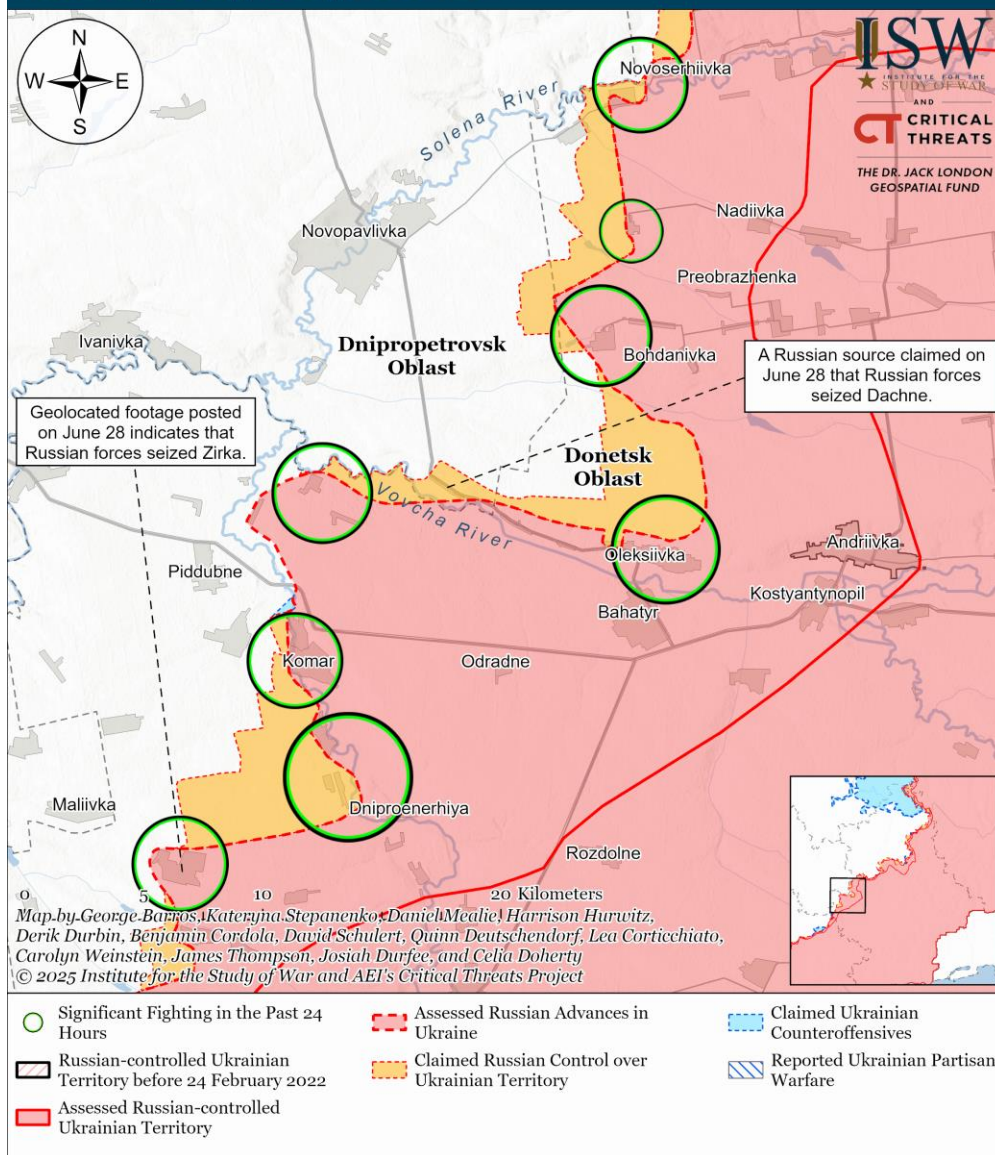 N
W E
S
ISW
INSTITUTE FOR THE
STUDY OF WAR
AND
CT CRITICAL
THREATS
THE DR. JACK LONDON
GEOSPATIAL FUND
Novoserhiivka
Solena River
Nadiivka
Novopavlivka
Preobrazhenka
Ivanivka
Dnipropetrovsk
Oblast
Bohdanivka
A Russian source claimed on
June 28 that Russian forces
seized Dachne.
Geolocated footage posted
on June 28 indicates that
Russian forces seized Zirka.
Donetsk
Oblast
Vovcha River
Oleksiivka
Andriivka
Piddubne
Kostyantynopil
Bahatyr
Komar
Odradne
Maliivka
Dniproenerhiya
Rozdolne
0 5 10 20 Kilometers
Map by George Barros, Kateryna Stepanenko, Daniel Mealie, Harrison Hurwitz,
Derik Durbin, Benjamin Cordola, David Schulert, Quinn Deutschendorf, Lea Corticchiato,
Carolyn Weinstein, James Thompson, Josiah Durfee, and Celia Doherty
© 2025 Institute for the Study of War and AEI's Critical Threats Project
Significant Fighting in the Past 24
Hours
Russian-controlled Ukrainian
Territory before 24 February 2022
Assessed Russian-controlled
Ukrainian Territory
Assessed Russian Advances in
Ukraine
Claimed Russian Control over
Ukrainian Territory
Claimed Ukrainian
Counteroffensives
Reported Ukrainian Partisan
Warfare